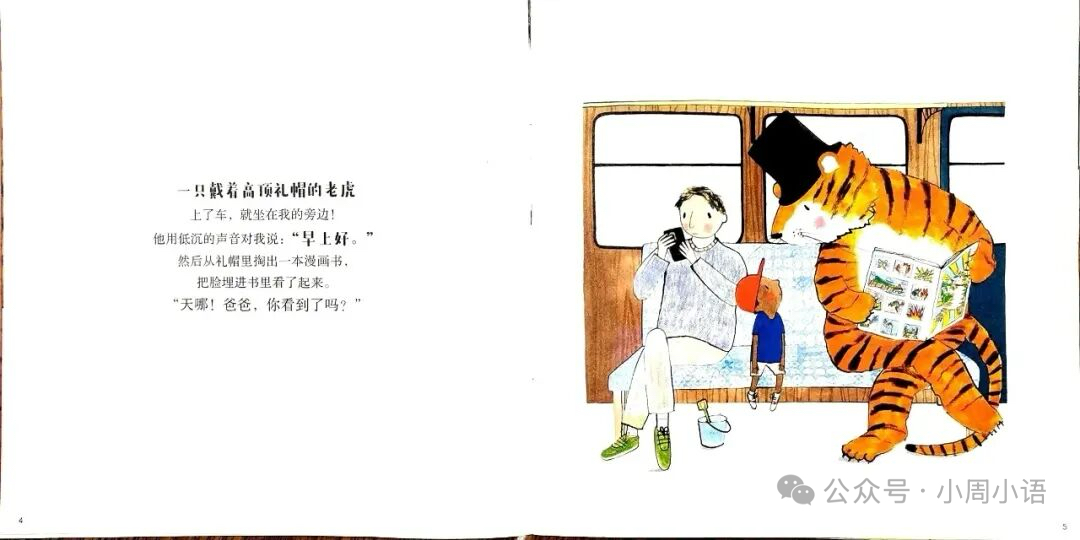 一只戴着高顶礼帽的老虎
上了车，就坐在我的旁边！
他用低沉的声音对我说：“早上好。”
然后从礼帽里掏出一本漫画书，
把脸埋进书里看了起来。
“天哪！爸爸，你看到了吗？”
4
5
公众号·小周小语